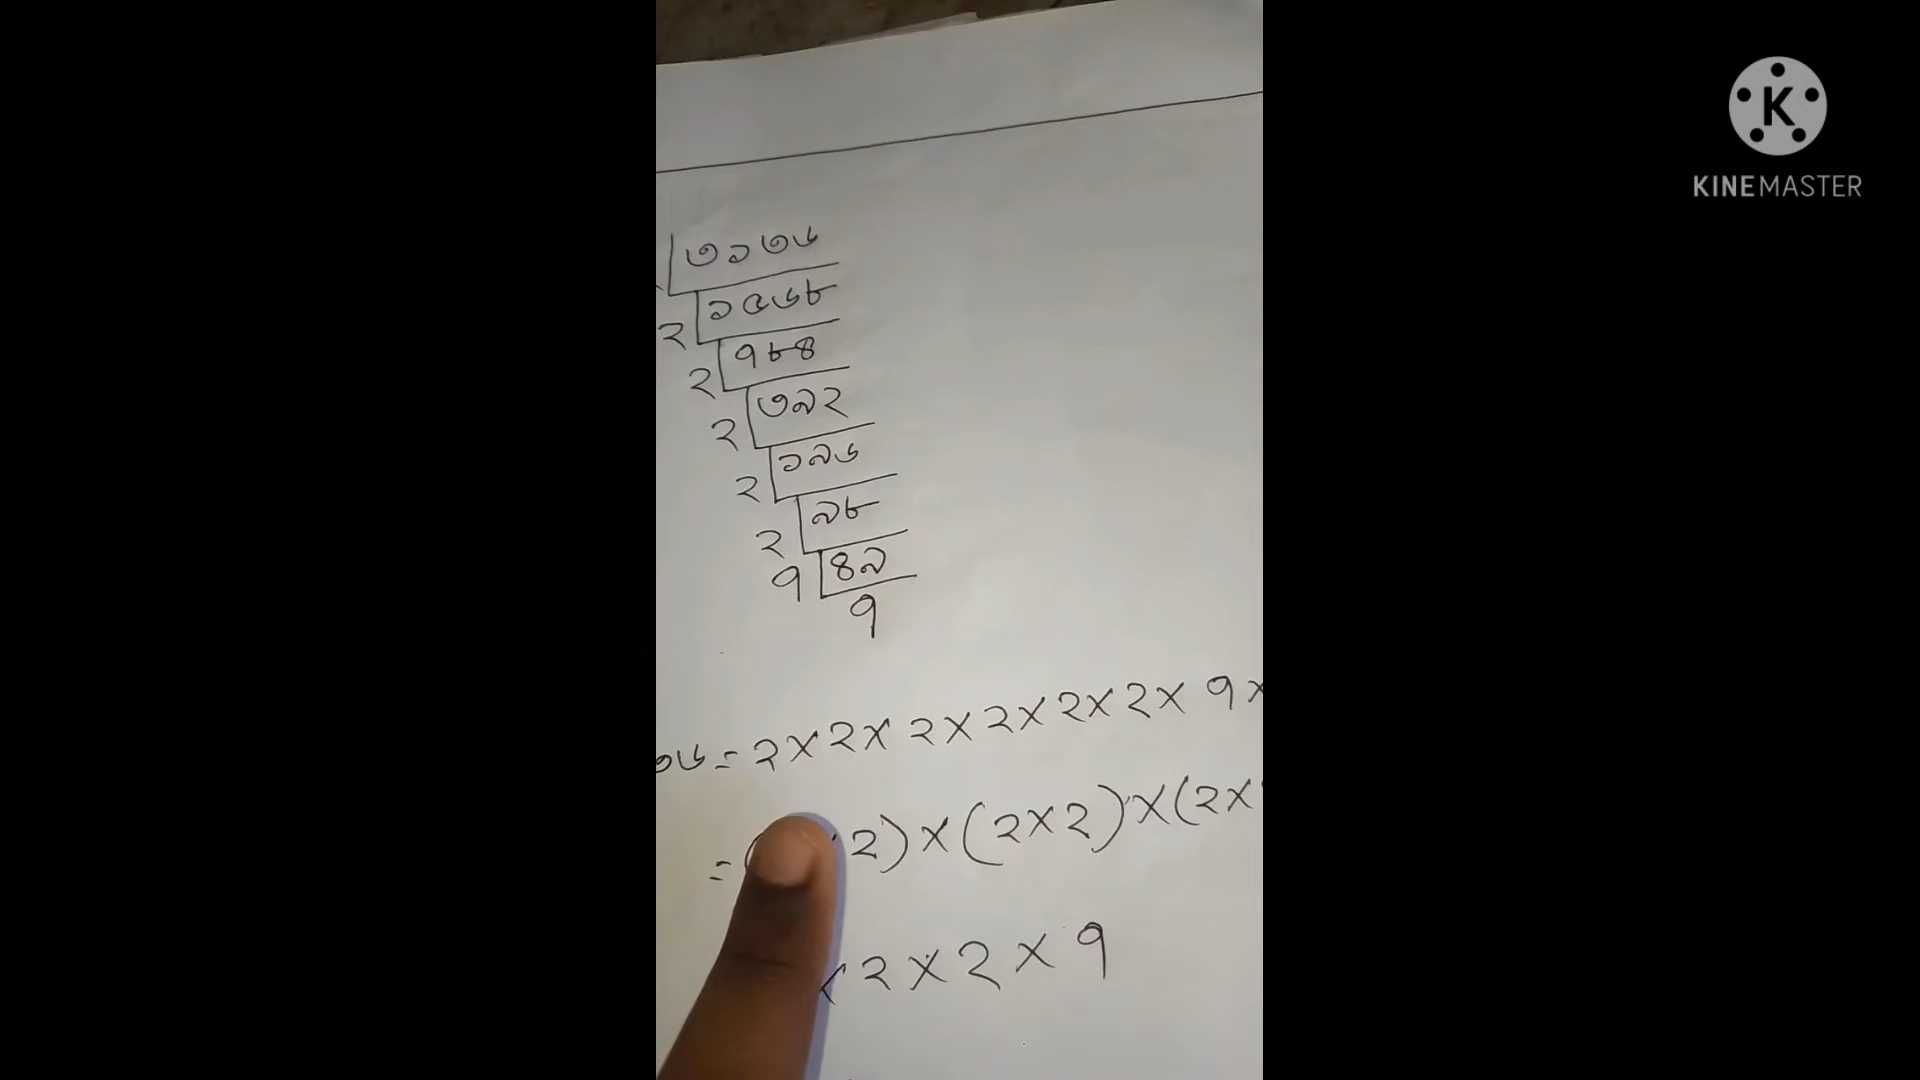 ৩১৩৬
২ ১৫৬৮
২ ৭৮৪
২ ৩৯২
২ ১৯৬
২ ৯৮
৭ ৪৯
৭
৩৬ = ২ × ২ × ২ × ২ × ২ × ২ × ৭ ×
= ( ২) × (২ × ২) × (২ ×
২ × ২ × ৭
K
KINEMASTER